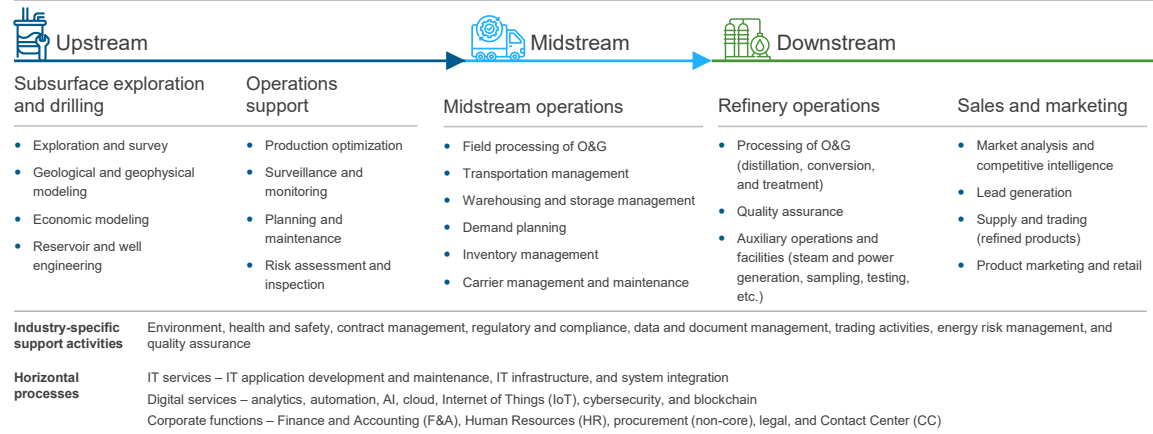 Upstream
Midstream
Downstream
Subsurface exploration
and drilling
• Exploration and survey
• Geological and geophysical
modeling
• Economic modeling
• Reservoir and well
engineering
Operations
support
• Production optimization
• Surveillance and
monitoring
• Planning and
maintenance
• Risk assessment and
inspection
Midstream operations
• Field processing of O&G
• Transportation management
• Warehousing and storage management
• Demand planning
• Inventory management
• Carrier management and maintenance
Refinery operations
• Processing of O&G
(distillation, conversion,
and treatment)
• Quality assurance
• Auxiliary operations and
facilities (steam and power
generation, sampling, testing,
etc.)
Sales and marketing
• Market analysis and
competitive intelligence
• Lead generation
• Supply and trading
(refined products)
• Product marketing and retail
Industry-specific
support activities
Environment, health and safety, contract management, regulatory and compliance, data and document management, trading activities, energy risk management, and
quality assurance
Horizontal
processes
IT services – IT application development and maintenance, IT infrastructure, and system integration
Digital services – analytics, automation, AI, cloud, Internet of Things (IoT), cybersecurity, and blockchain
Corporate functions – Finance and Accounting (F&A), Human Resources (HR), procurement (non-core), legal, and Contact Center (CC)